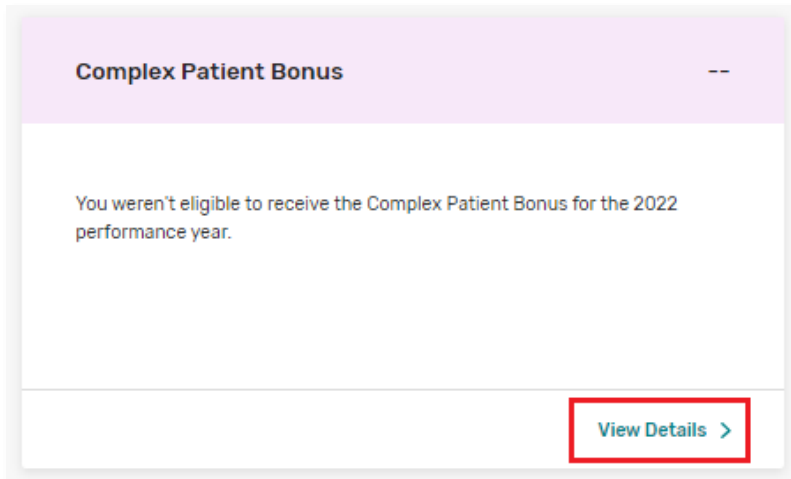 Complex Patient Bonus --
You weren't eligible to receive the Complex Patient Bonus for the 2022
performance year.
View Details >